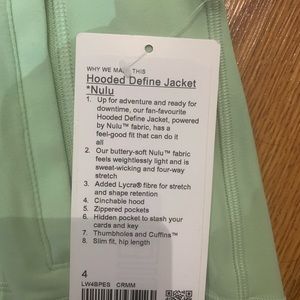 WHY WE MA THIS
Hooded Define Jacket
*Nulu
1. Up for adventure and ready for
downtime, our fan-favourite
Hooded Define Jacket, powered
by Nulu™ fabric, has a
feel-good fit that can do it
all
2. Our buttery-soft Nulu™ fabric
feels weightlessly light and is
sweat-wicking and four-way
stretch
3. Added Lycra® fibre for stretch
and shape retention
4. Cinchable hood
5. Zippered pockets
6. Hidden pocket to stash your
cards and key
7. Thumbholes and Cuffins™
8. Slim fit, hip length
4
LW4BPES CRMM